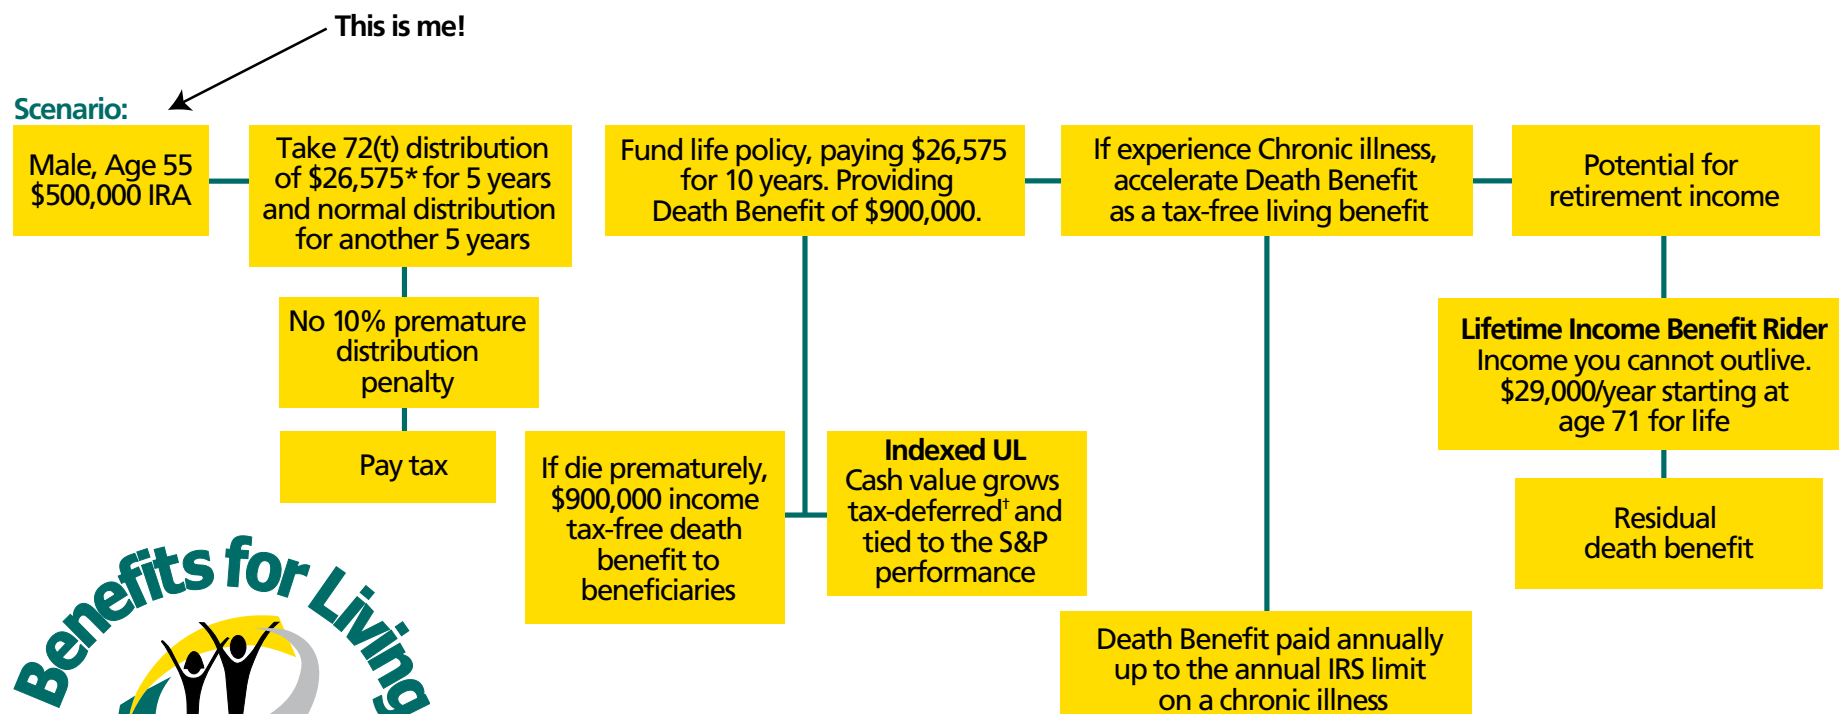 This is me!
Scenario:
Male, Age 55
$500,000 IRA
Take 72(t) distribution
of $26,575* for 5 years
and normal distribution
for another 5 years
No 10% premature
distribution
penalty
Pay tax
Fund life policy, paying $26,575
for 10 years. Providing
Death Benefit of $900,000.
If die prematurely,
$900,000 income
tax-free death
benefit to
beneficiaries
Indexed UL
Cash value grows
tax-deferred† and
tied to the S&P
performance
If experience Chronic illness,
accelerate Death Benefit
as a tax-free living benefit
Death Benefit paid annually
up to the annual IRS limit
on a chronic illness
Potential for
retirement income
Lifetime Income Benefit Rider
Income you cannot outlive.
$29,000/year starting at
age 71 for life
Residual
death benefit
Benefits for Living